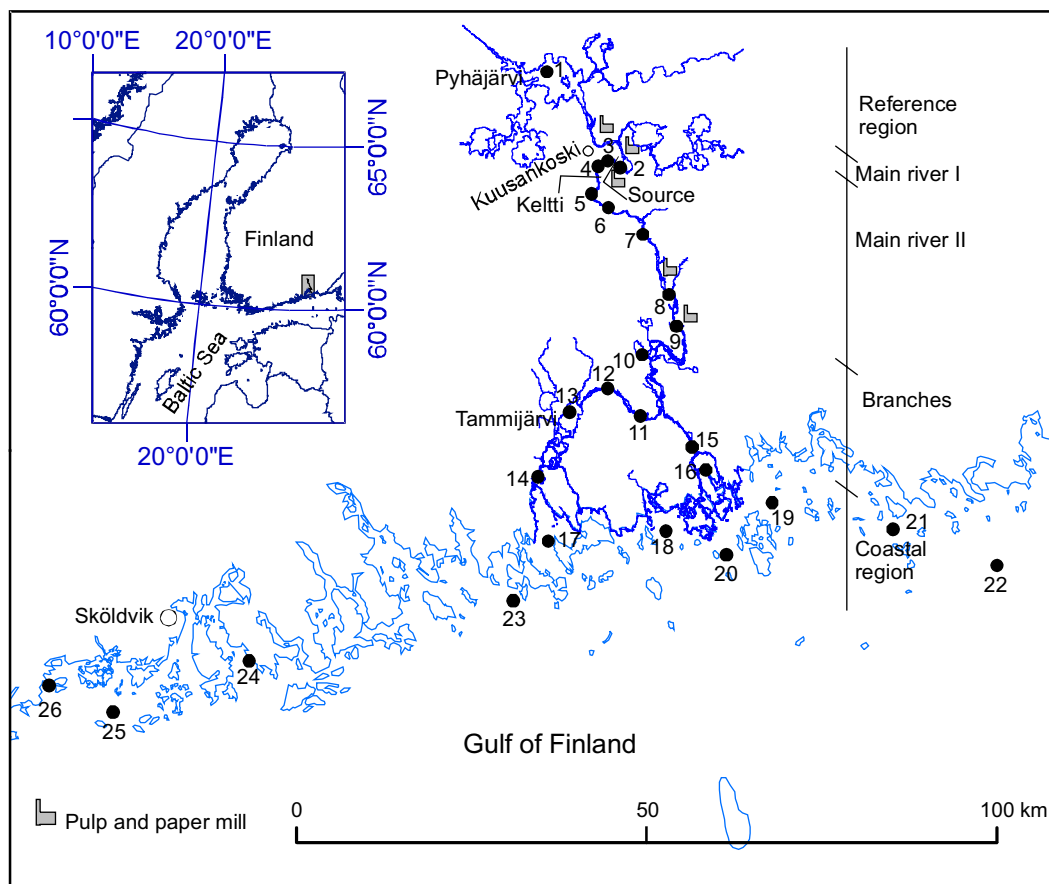 10°0'0"E
20°0'0"E
65°0'0"N
60°0'0"N
60°0'0"N
20°0'0"E
Finland
Baltic Sea
Pyhäjärvi
1
Kuusankoski
3
4
2
Keltti
Source
5
6
7
8
9
10
12
13
Tammijärvi
11
15
16
14
17
18
19
20
21
22
23
24
25
26
Sköldvik
Reference
region
Main river I
Main river II
Branches
Coastal
region
Gulf of Finland
Pulp and paper mill
0
50
100 km